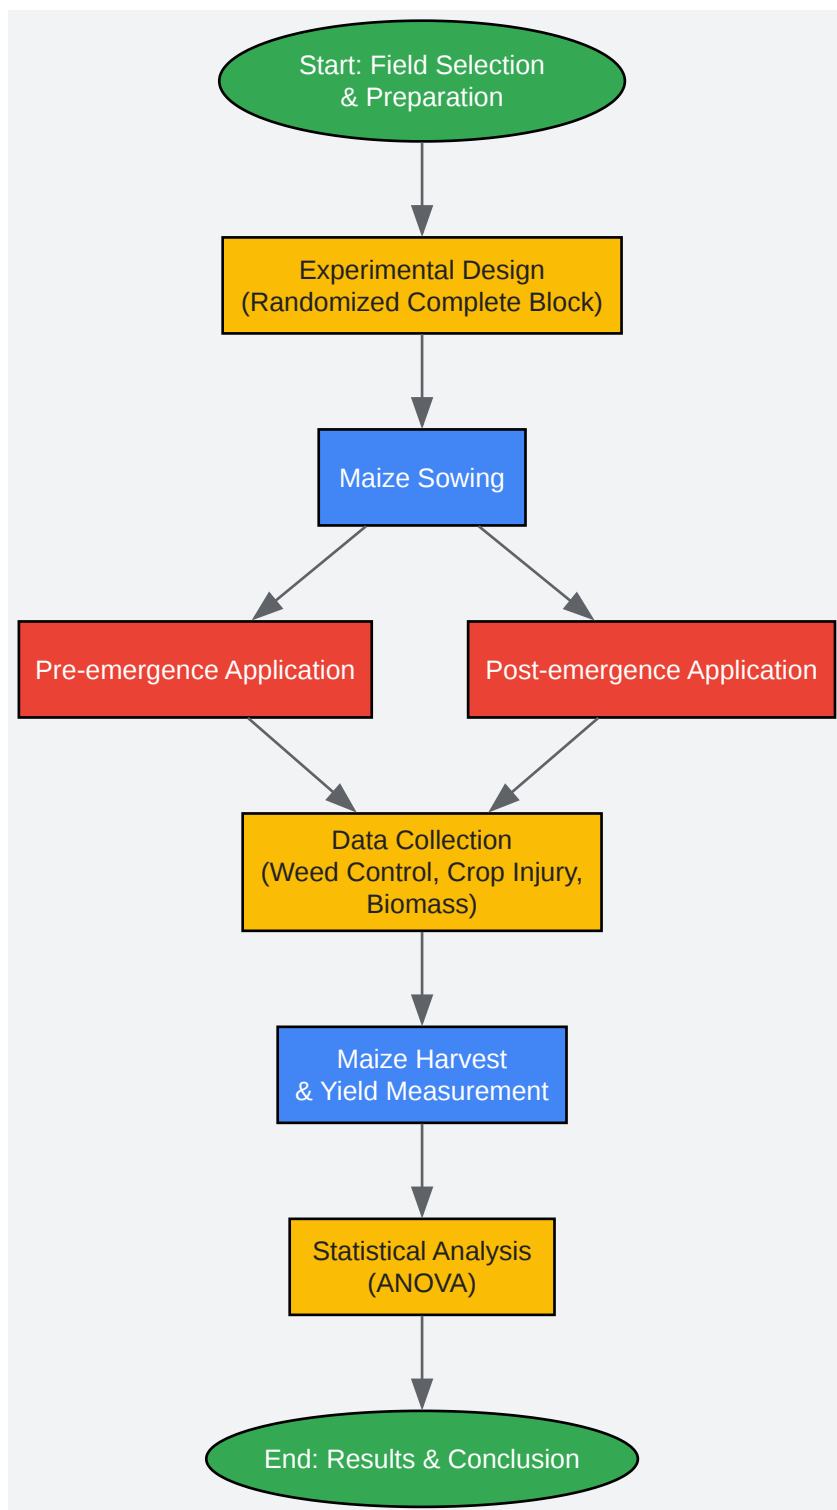 Start: Field Selection
& Preparation
Experimental Design
(Randomized Complete Block)
Maize Sowing
Pre-emergence Application
Post-emergence Application
Data Collection
(Weed Control, Crop Injury,
Biomass)
Maize Harvest
& Yield Measurement
Statistical Analysis
(ANOVA)
End: Results & Conclusion